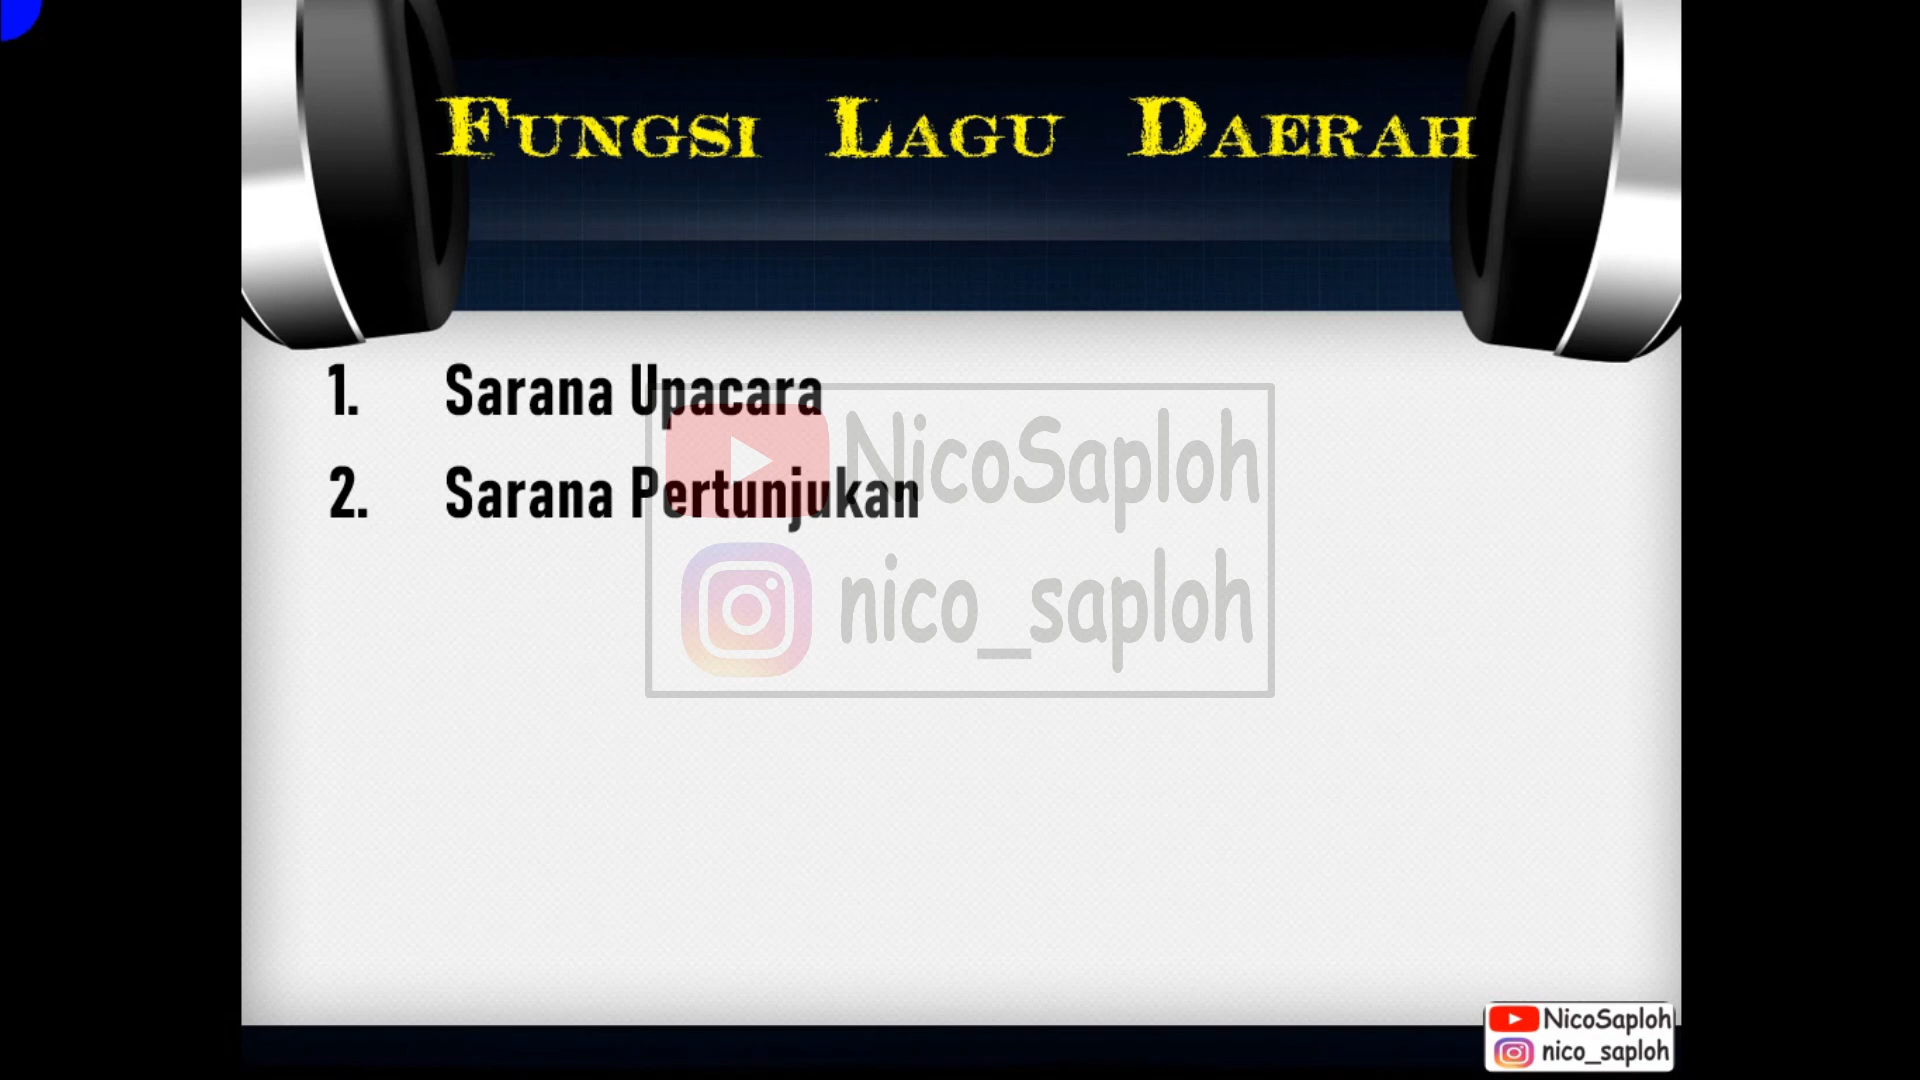 Fungsi Lagu Daerah
1. Sarana Upacara
2. Sarana Pertunjukan
NicoSaploh
nico_saploh
NicoSaploh
nico_saploh